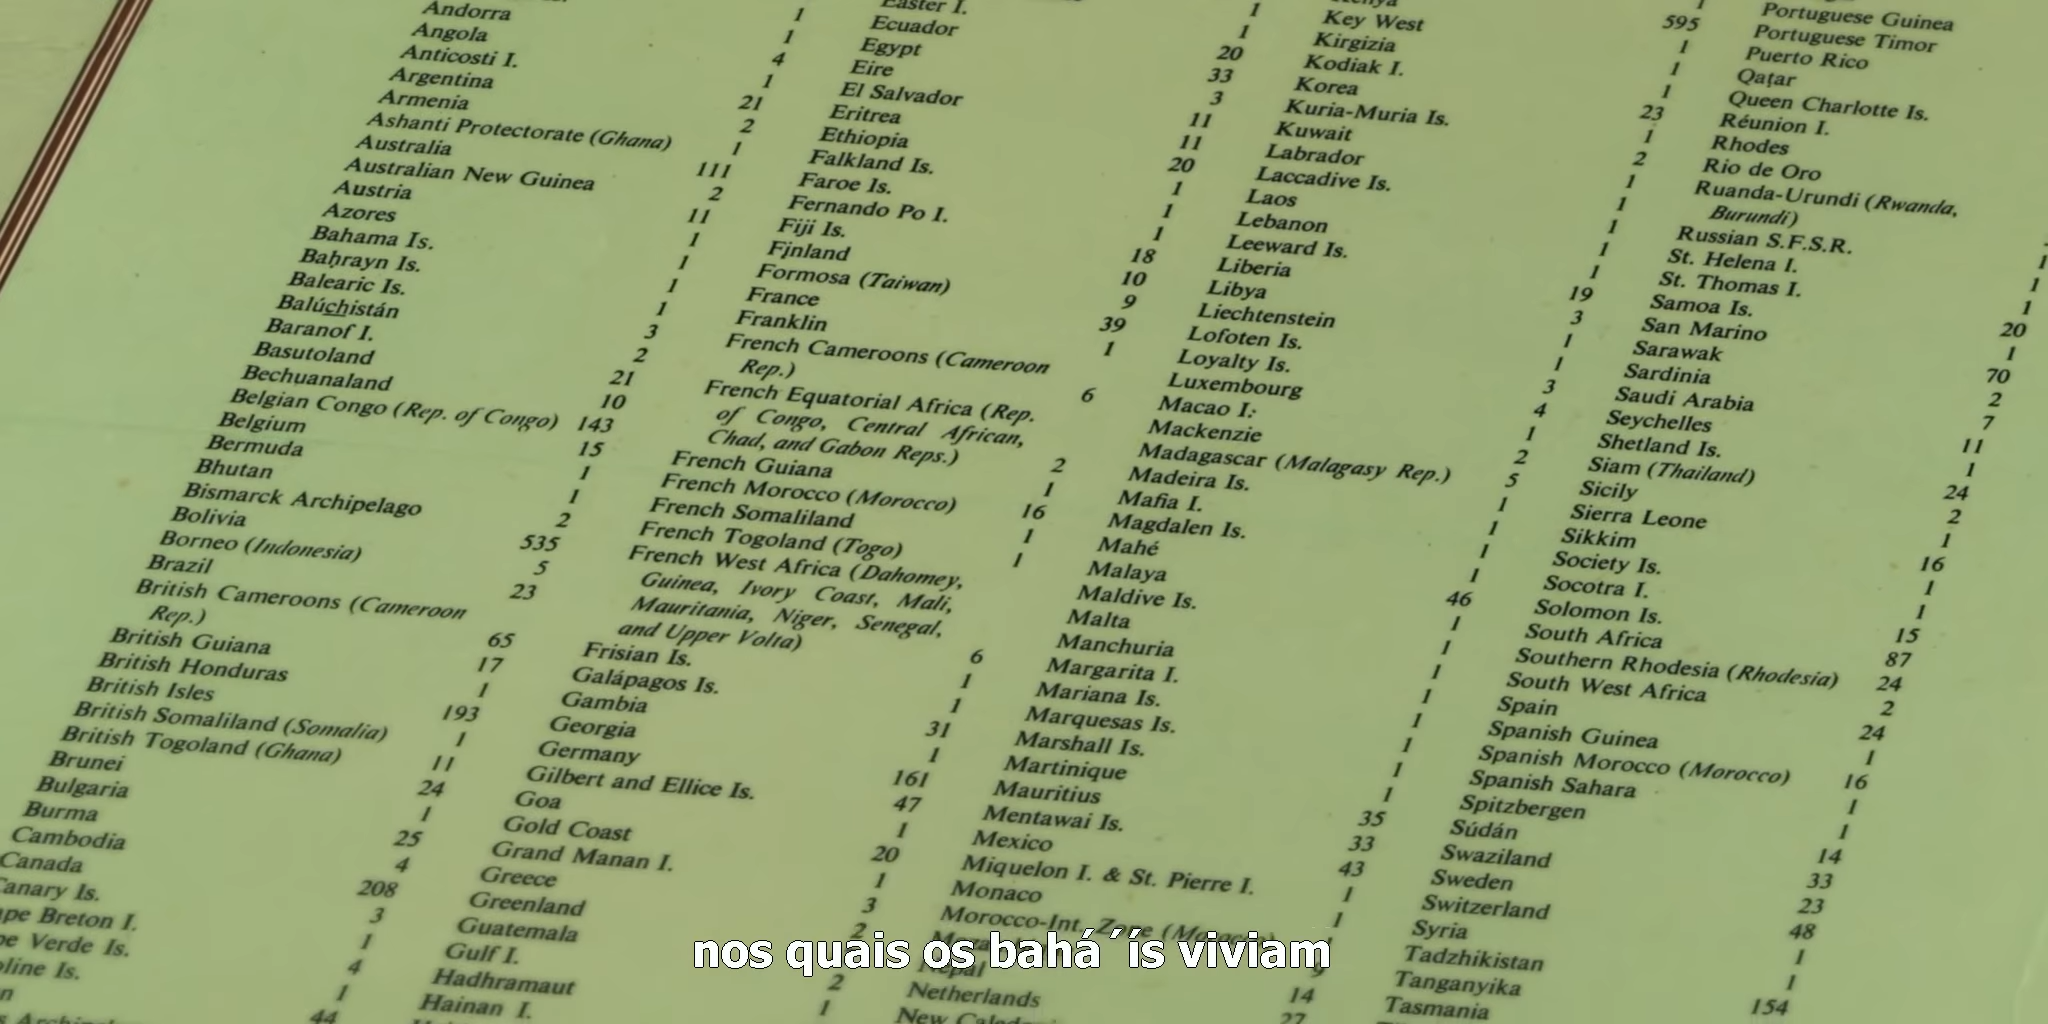 Andorra
Angola 1
Anticosti I. 1
Argentina 4
Armenia 1
Ashanti Protectorate (Ghana) 21
Australia 2
Australian New Guinea 1
Austria 111
Azores 2
Bahama Is. 11
Baḥrayn Is. 1
Balearic Is. 1
Balúchistán 1
Baranof I. 1
Basutoland 3
Bechuanaland 2
Belgian Congo (Rep. of Congo) 21
Belgium 10
Bermuda 143
Bhutan 15
Bismarck Archipelago 1
Bolivia 1
Borneo (Indonesia) 2
Brazil 535
British Cameroons (Cameroon 5
Rep.) 23
British Guiana
British Honduras 65
British Isles 17
British Somaliland (Somalia) 1
British Togoland (Ghana) 193
Brunei 1
Bulgaria 11
Burma 24
Cambodia 1
Canada 25
Canary Is. 4
Breton I. 208
Verde Is. 3
Is. 1
4
1
44
Easter I.
Ecuador 1
Egypt 1
Eire 20
El Salvador 33
Eritrea 3
Ethiopia 11
Falkland Is. 11
Faroe Is. 20
Fernando Po I. 1
Fiji Is. 1
Finland 1
Formosa (Taiwan) 18
France 10
Franklin 9
French Cameroons (Cameroon 39
Rep.) 1
French Equatorial Africa (Rep. 6
of Congo, Central African,
Chad, and Gabon Reps.)
French Guiana 2
French Morocco (Morocco) 1
French Somaliland 16
French Togoland (Togo) 1
French West Africa (Dahomey, 1
Guinea, Ivory Coast, Mali,
Mauritania, Niger, Senegal,
and Upper Volta)
Frisian Is. 6
Galápagos Is. 1
Gambia 1
Georgia 31
Germany 1
Gilbert and Ellice Is. 161
Goa 47
Gold Coast 1
Grand Manan I. 20
Greece 1
Greenland 3
Guatemala 2
Gulf I.
Hadhramaut 2
Hainan I. 1
Key West
Kirgizia 595
Kodiak I. 1
Korea 1
Kuria-Muria Is. 1
Kuwait 23
Labrador 1
Laccadive Is. 2
Laos 1
Lebanon 1
Leeward Is. 1
Liberia 1
Libya 1
Liechtenstein 19
Lofoten Is. 3
Loyalty Is. 1
Luxembourg 1
Macao I. 3
Mackenzie 4
Madagascar (Malagasy Rep.) 1
Madeira Is. 2
Mafia I. 5
Magdalen Is. 1
Mahé 1
Malaya 1
Maldive Is. 1
Malta 46
Manchuria 1
Margarita I. 1
Mariana Is. 1
Marquesas Is. 1
Marshall Is. 1
Martinique 1
Mauritius 1
Mentawai Is. 1
Mexico 35
Miquelon I. & St. Pierre I. 33
Monaco 43
Morocco-Int. Zone 1
1
Nepal 9
Netherlands 14
27
Portuguese Guinea
Portuguese Timor
Puerto Rico
Qaṭar
Queen Charlotte Is.
Réunion I.
Rhodes
Rio de Oro
Ruanda-Urundi (Rwanda,
Burundi)
Russian S.F.S.R.
St. Helena I. 1
St. Thomas I. 1
Samoa Is. 1
San Marino 20
Sarawak 1
Sardinia 70
Saudi Arabia 2
Seychelles 7
Shetland Is. 11
Siam (Thailand) 1
Sicily 24
Sierra Leone 2
Sikkim 1
Society Is. 16
Socotra I. 1
Solomon Is. 1
South Africa 15
Southern Rhodesia (Rhodesia) 87
South West Africa 24
Spain 2
Spanish Guinea 24
Spanish Morocco (Morocco) 1
Spanish Sahara 16
Spitzbergen 1
Súdán 1
Swaziland 14
Sweden 33
Switzerland 23
Syria 48
Tadzhikistan 1
Tanganyika 1
Tasmania 154
nos quais os bahá´ís viviam